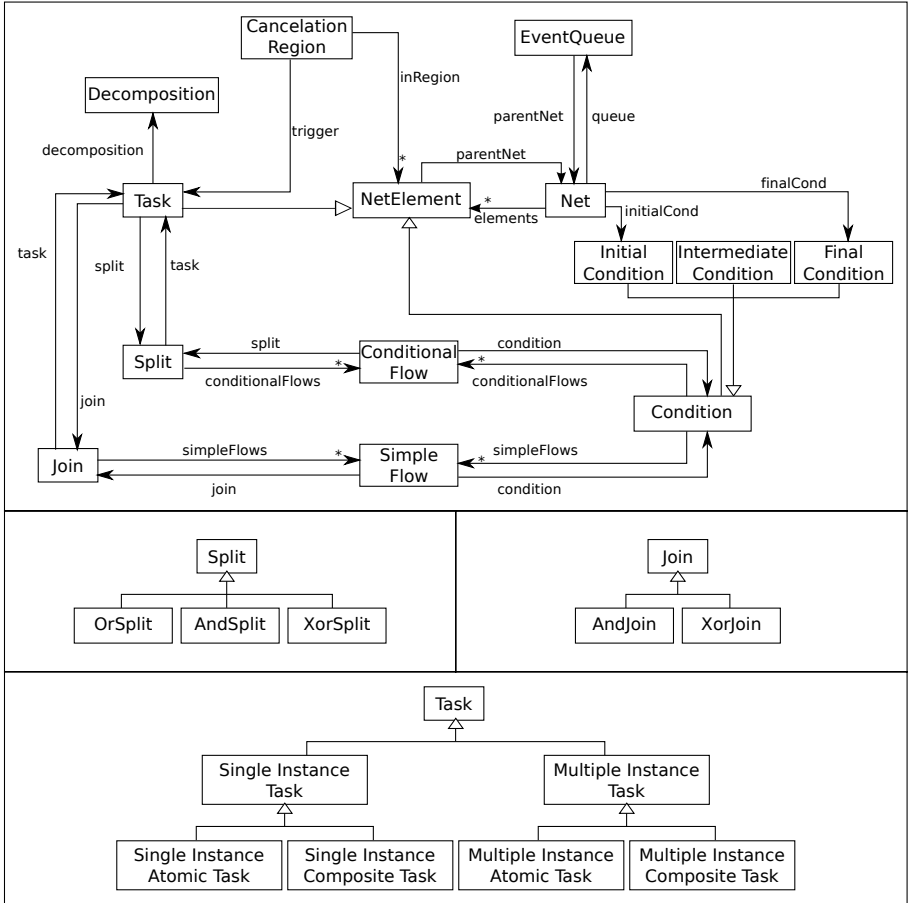 Cancelation
Region
EventQueue
inRegion
Decomposition
parentNet
queue
trigger
decomposition
*
parentNet
finalCond
Task
NetElement
*
elements
Net
initialCond
task
split
task
Initial
Condition
Intermediate
Condition
Final
Condition
split
Conditional
Flow
condition
Split
*
*
conditionalFlows
conditionalFlows
join
Condition
simpleFlows
Simple
Flow
simpleFlows
Join
*
*
join
condition
Split
OrSplit
AndSplit
XorSplit
Join
AndJoin
XorJoin
Task
Single Instance
Task
Multiple Instance
Task
Single Instance
Atomic Task
Single Instance
Composite Task
Multiple Instance
Atomic Task
Multiple Instance
Composite Task